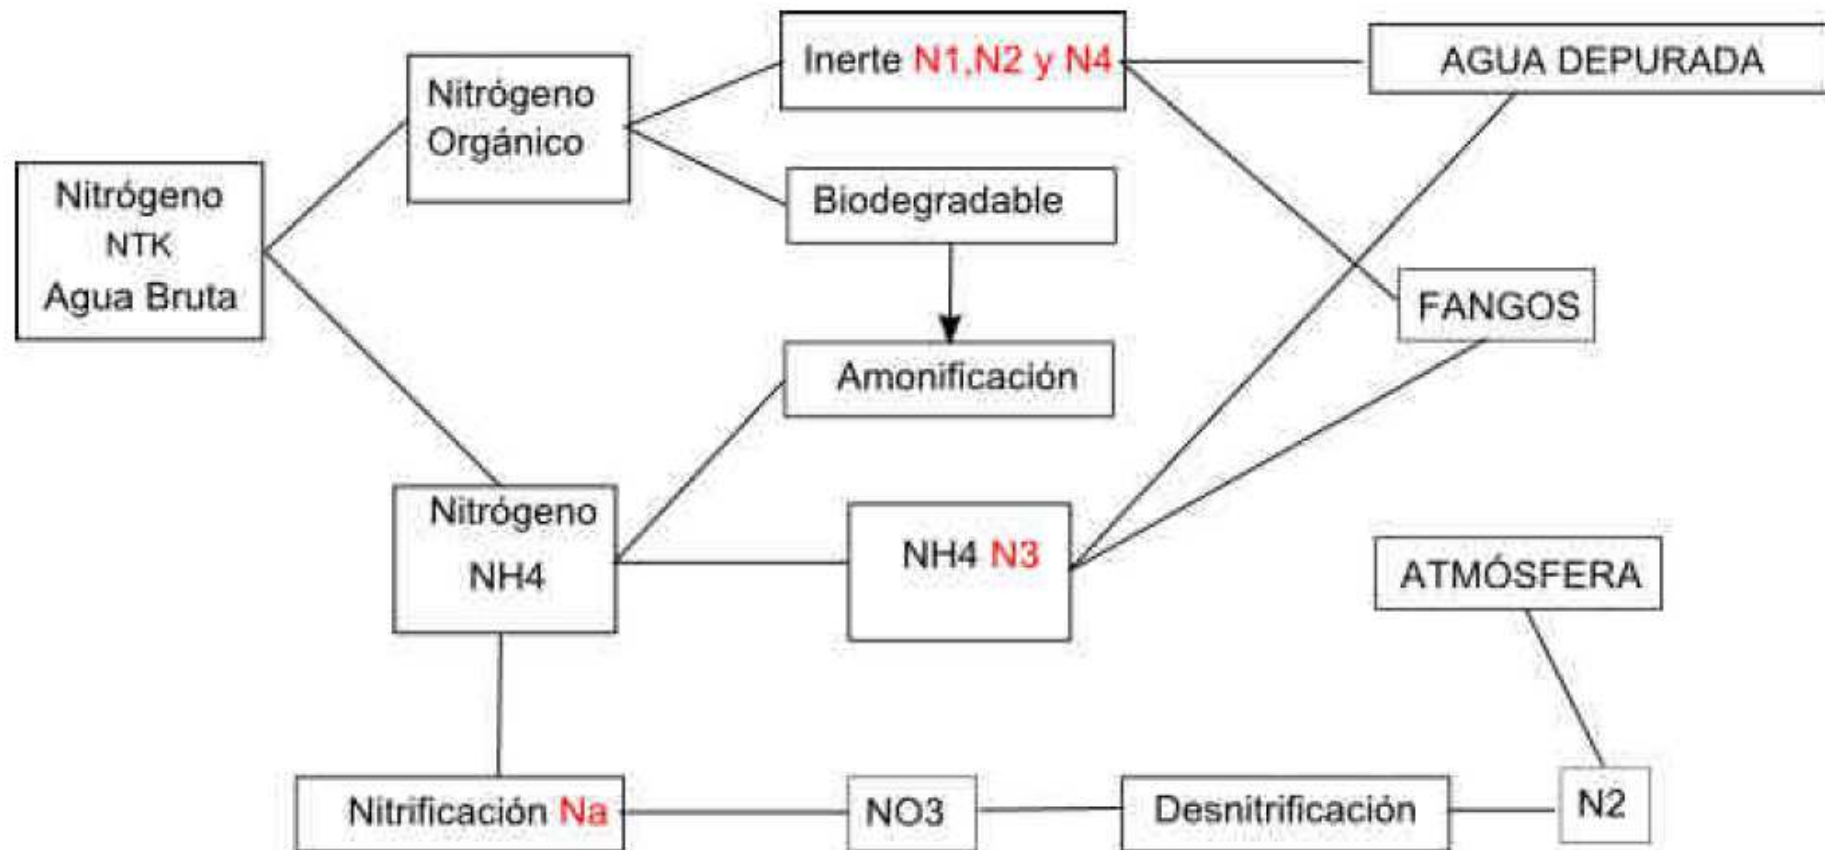 Nitrógeno
NTK
Agua Bruta
Nitrógeno
Orgánico
Inerte N1,N2 y N4
AGUA DEPURADA
Biodegradable
FANGOS
Amonificación
Nitrógeno
NH4
NH4 N3
ATMÓSFERA
Nitrificación Na
NO3
Desnitrificación
N2